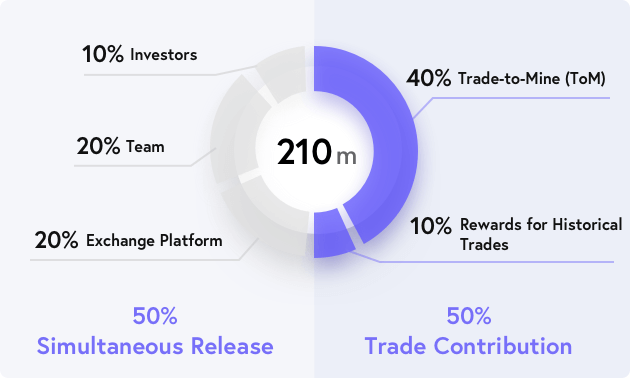 10% Investors
40% Trade-to-Mine (ToM)
20% Team
210 m
20% Exchange Platform
10% Rewards for Historical
Trades
50%
Simultaneous Release
50%
Trade Contribution